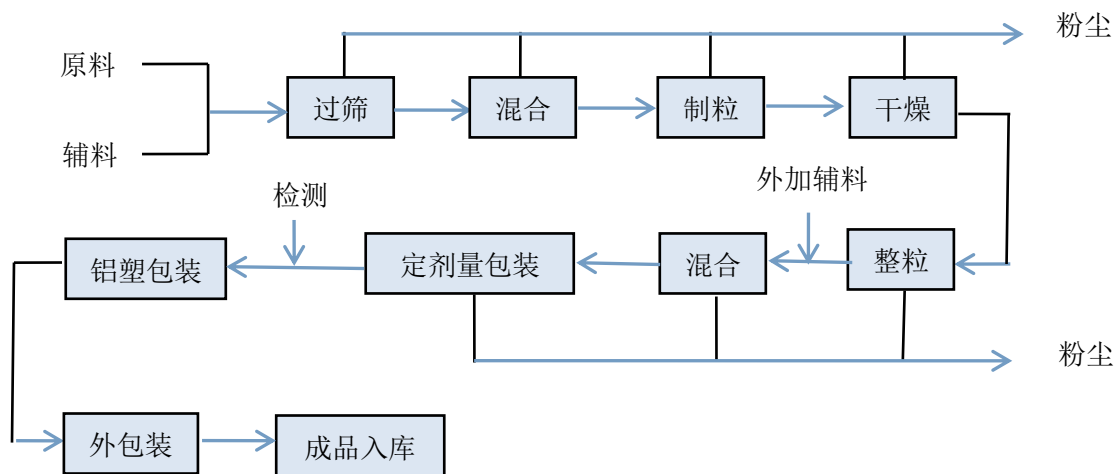 粉尘
原料
过筛
混合
制粒
干燥
辅料
外加辅料
检测
铝塑包装
定剂量包装
混合
整粒
粉尘
外包装
成品入库